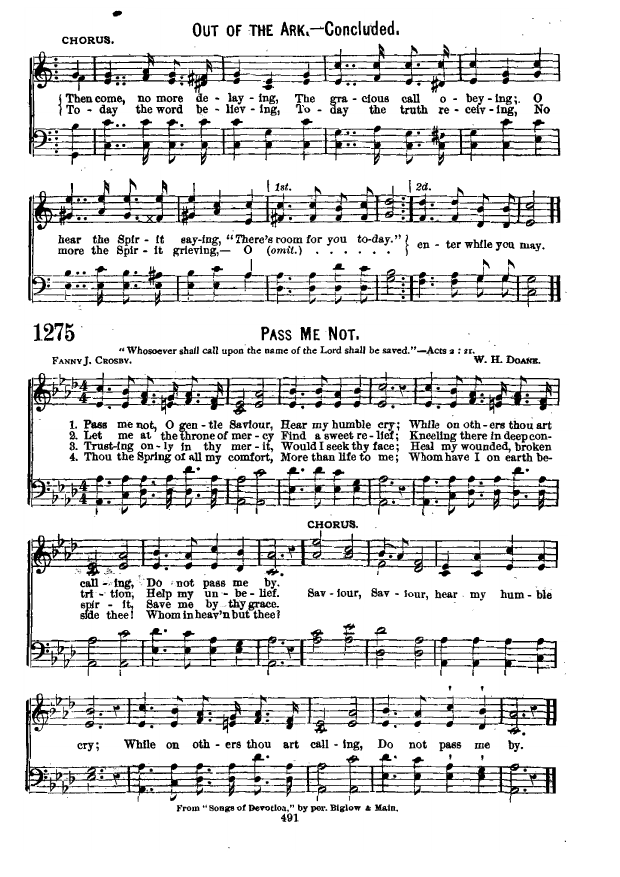 OUT OF THE ARK.—Concluded.
CHORUS.
Then come, no more de - lay - ing, The gra - cious call o - bey - ing; O
To - day the word be - liev - ing, To - day the truth re - ceiv - ing, No
1st. 2d.
hear the Spir - it say - ing, "There's room for you to-day."
more the Spir - it grieving,— O (omit.) . . . . . . en - ter while you may.
1275 PASS ME NOT.
"Whosoever shall call upon the name of the Lord shall be saved."—Acts 2 : 21.
FANNY J. CROSBY. W. H. DOANE.
1. Pass me not, O gen - tle Saviour, Hear my humble cry; While on oth - ers thou art
2. Let me at the throne of mer - cy Find a sweet re - lief; Kneeling there in deep con-
3. Trust-ing on - ly in thy mer - it, Would I seek thy face; Heal my wounded, broken
4. Thou the Spring of all my comfort, More than life to me; Whom have I on earth be-
CHORUS.
call - ing, Do not pass me by.
tri - tion, Help my un - be - lief. Sav - iour, Sav - iour, hear my hum - ble
spir - it, Save me by thy grace.
side thee? Whom in heav'n but thee?
cry; While on oth - ers thou art call - ing, Do not pass me by.
From "Songs of Devotion," by per. Biglow & Main.
491